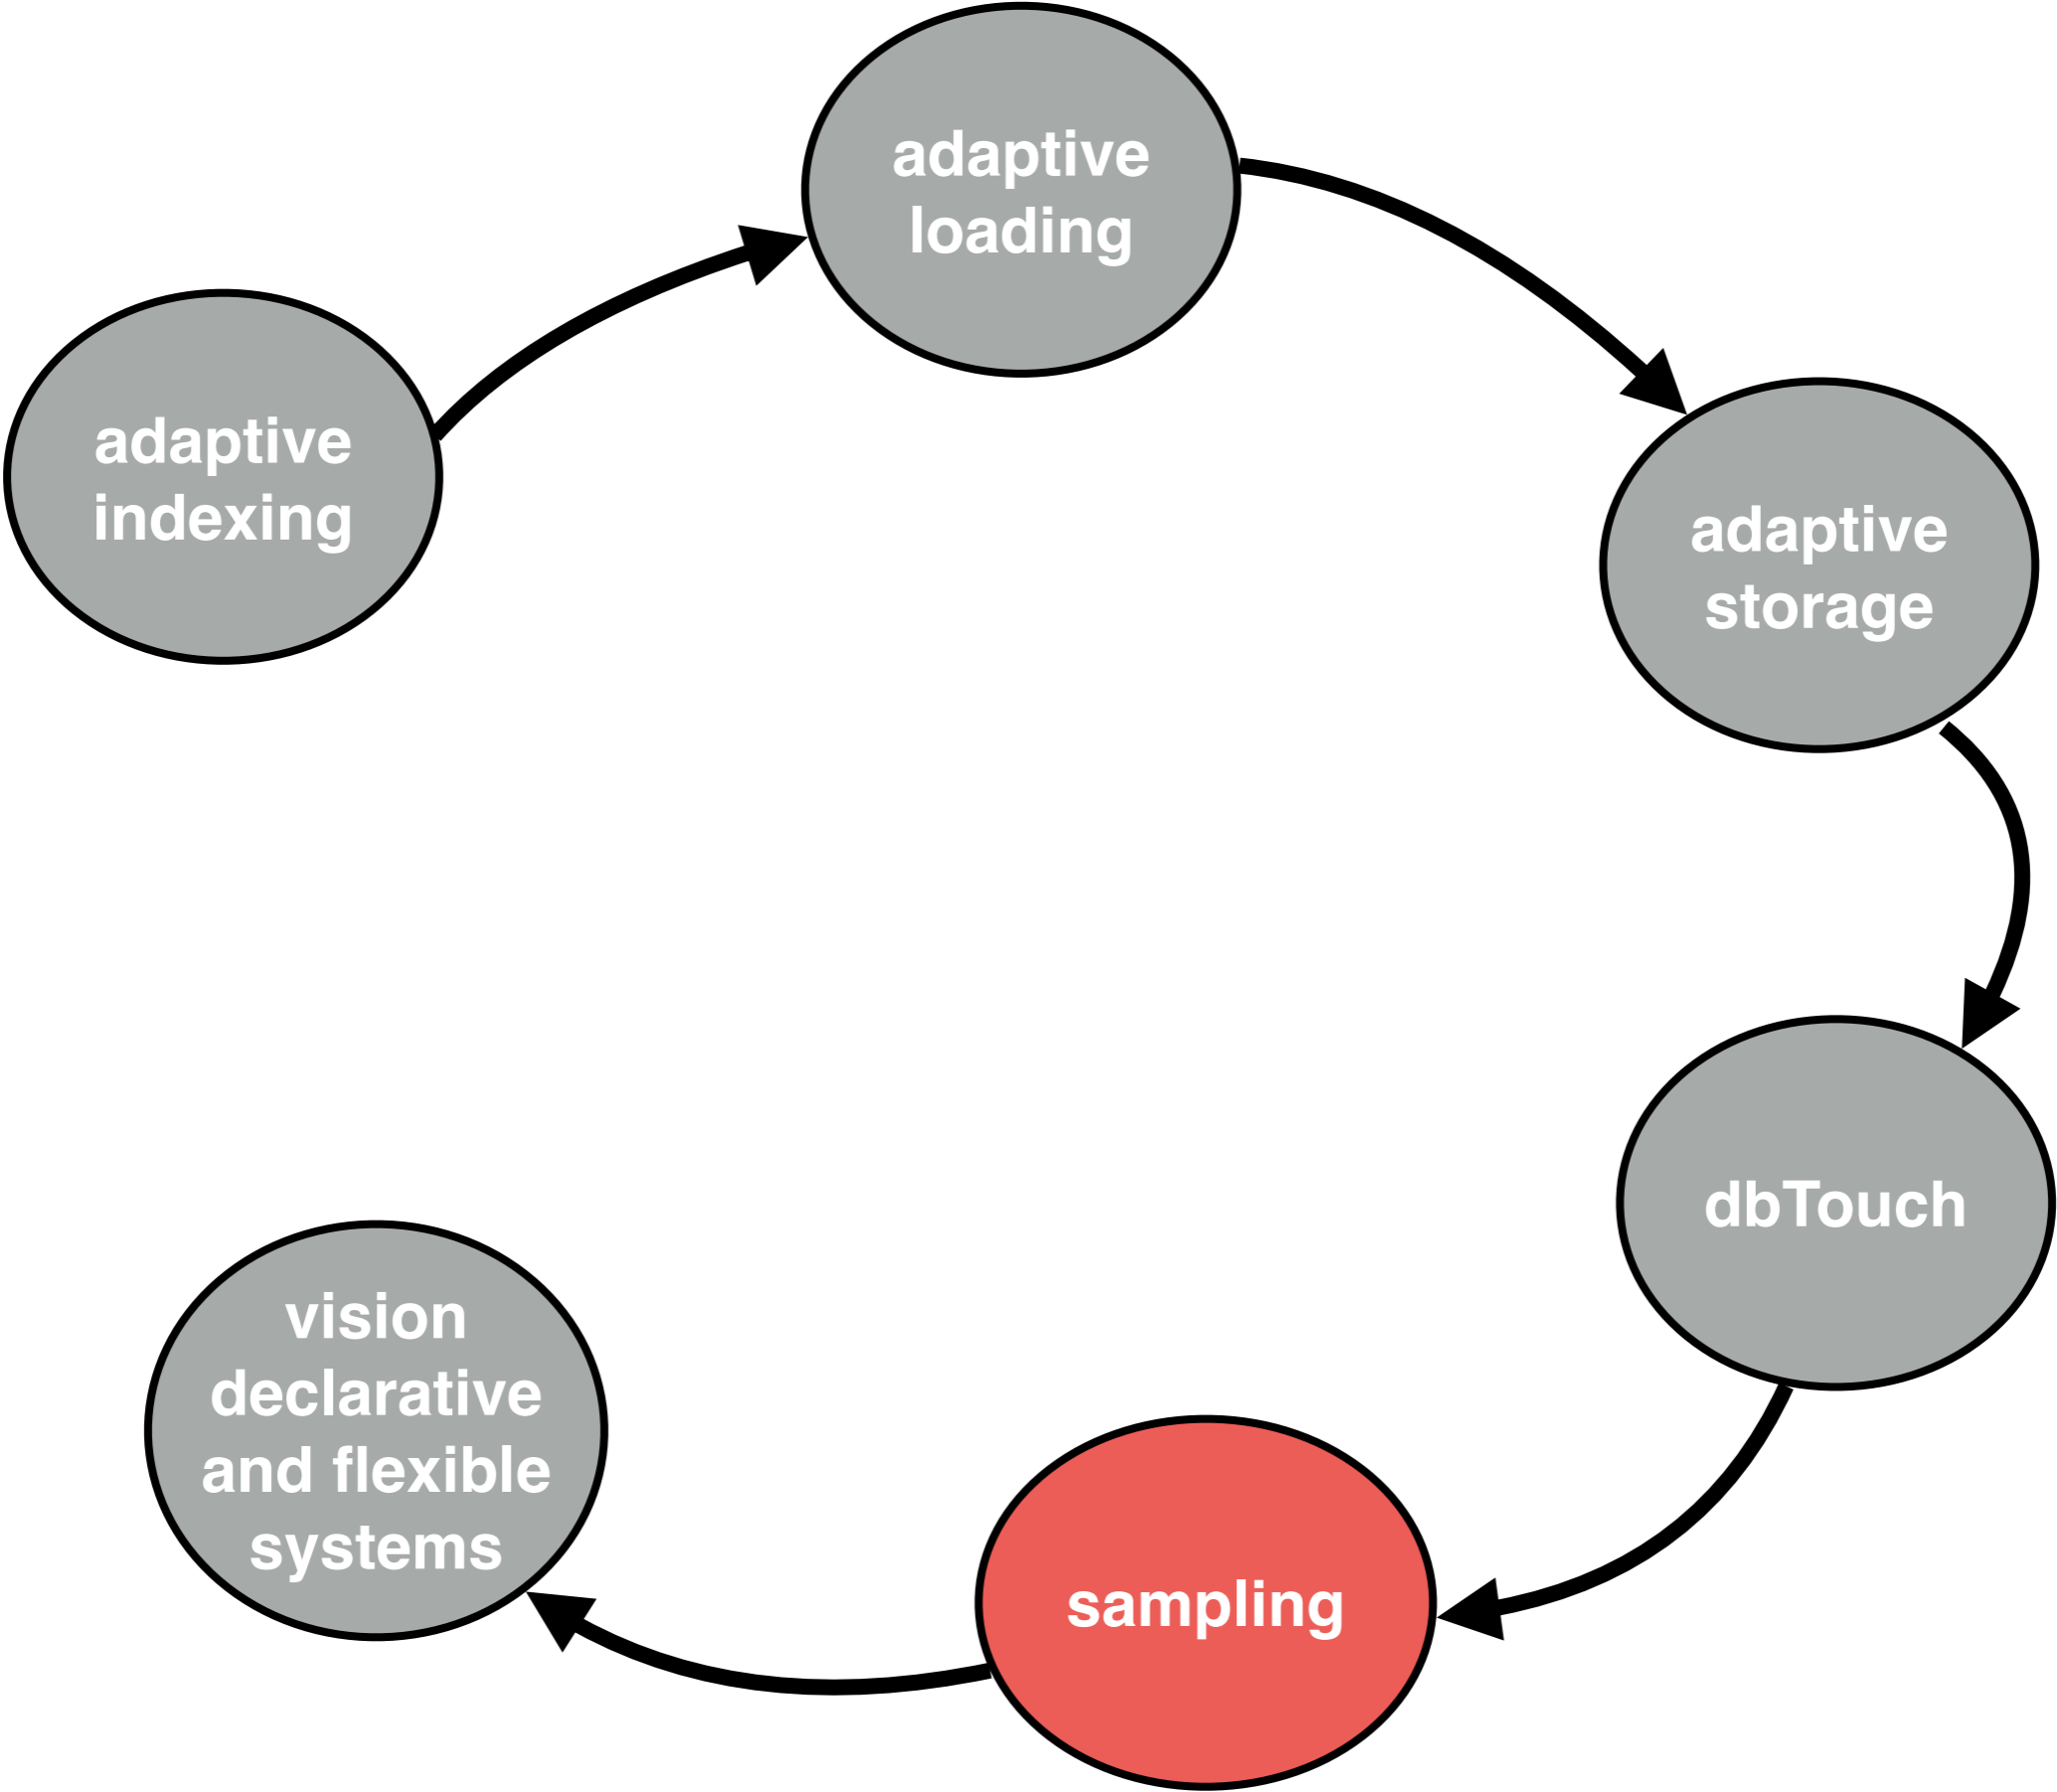 adaptive
indexing
adaptive
loading
adaptive
storage
dbTouch
sampling
vision
declarative
and flexible
systems